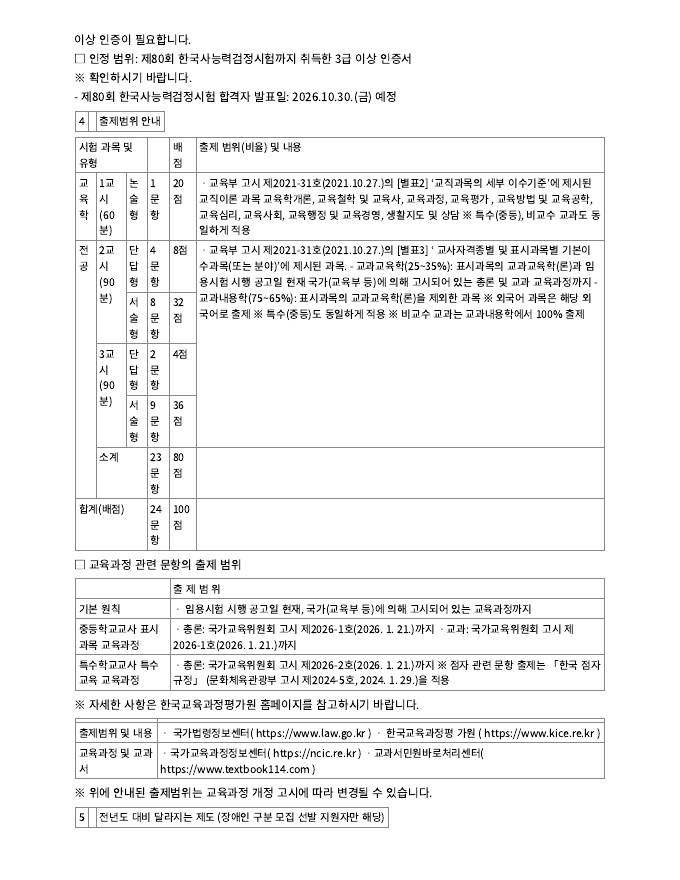 이상 인증이 필요합니다.
□ 인정 범위: 제80회 한국사능력검정시험까지 취득한 3급 이상 인증서
※ 확인하시기 바랍니다.
- 제80회 한국사능력검정시험 합격자 발표일: 2026.10.30.(금) 예정
4 출제범위 안내
시험 과목 및
유형
배
점
출제 범위(비율) 및 내용
교
육
학
1교
시
(60
분)
논
술
형
1
문
항
20
점
· 교육부 고시 제2021-31호(2021.10.27.)의 [별표2] ‘교직과목의 세부 이수기준’에 제시된
교직이론 과목 교육학개론, 교육철학 및 교육사, 교육과정, 교육평가 , 교육방법 및 교육공학,
교육심리, 교육사회, 교육행정 및 교육경영, 생활지도 및 상담 ※ 특수(중등), 비교수 교과도 동
일하게 적용
전
공
2교
시
(90
분)
단
답
형
4
문
항
8점
· 교육부 고시 제2021-31호(2021.10.27.)의 [별표3] ‘ 교사자격종별 및 표시과목별 기본이
수과목(또는 분야)’에 제시된 과목. - 교과교육학(25~35%): 표시과목의 교과교육학(론)과 임
용시험 시행 공고일 현재 국가(교육부 등)에 의해 고시되어 있는 총론 및 교과 교육과정까지 -
교과내용학(75~65%): 표시과목의 교과교육학(론)을 제외한 과목 ※ 외국어 과목은 해당 외
국어로 출제 ※ 특수(중등)도 동일하게 적용 ※ 비교수 교과는 교과내용학에서 100% 출제
서
술
형
8
문
항
32
점
3교
시
(90
분)
단
답
형
2
문
항
4점
서
술
형
9
문
항
36
점
소계
23
문
항
80
점
합계(배점)
24
문
항
100
점
□ 교육과정 관련 문항의 출제 범위
출 제 범 위
기본 원칙
· 임용시험 시행 공고일 현재, 국가(교육부 등)에 의해 고시되어 있는 교육과정까지
중등학교교사 표시
과목 교육과정
· 총론: 국가교육위원회 고시 제2026-1호(2026. 1. 21.)까지 · 교과: 국가교육위원회 고시 제
2026-1호(2026. 1. 21.)까지
특수학교교사 특수
교육 교육과정
· 총론: 국가교육위원회 고시 제2026-2호(2026. 1. 21.)까지 ※ 점자 관련 문항 출제는 「한국 점자
규정」 (문화체육관광부 고시 제2024-5호, 2024. 1. 29.)을 적용
※ 자세한 사항은 한국교육과정평가원 홈페이지를 참고하시기 바랍니다.
출제범위 및 내용
· 국가법령정보센터( https://www.law.go.kr ) · 한국교육과정평 가원 ( https://www.kice.re.kr )
교육과정 및 교과
서
· 국가교육과정정보센터( https://ncic.re.kr ) · 교과서민원바로처리센터(
https://www.textbook114.com )
※ 위에 안내된 출제범위는 교육과정 개정 고시에 따라 변경될 수 있습니다.
5 전년도 대비 달라지는 제도 (장애인 구분 모집 선발 지원자만 해당)